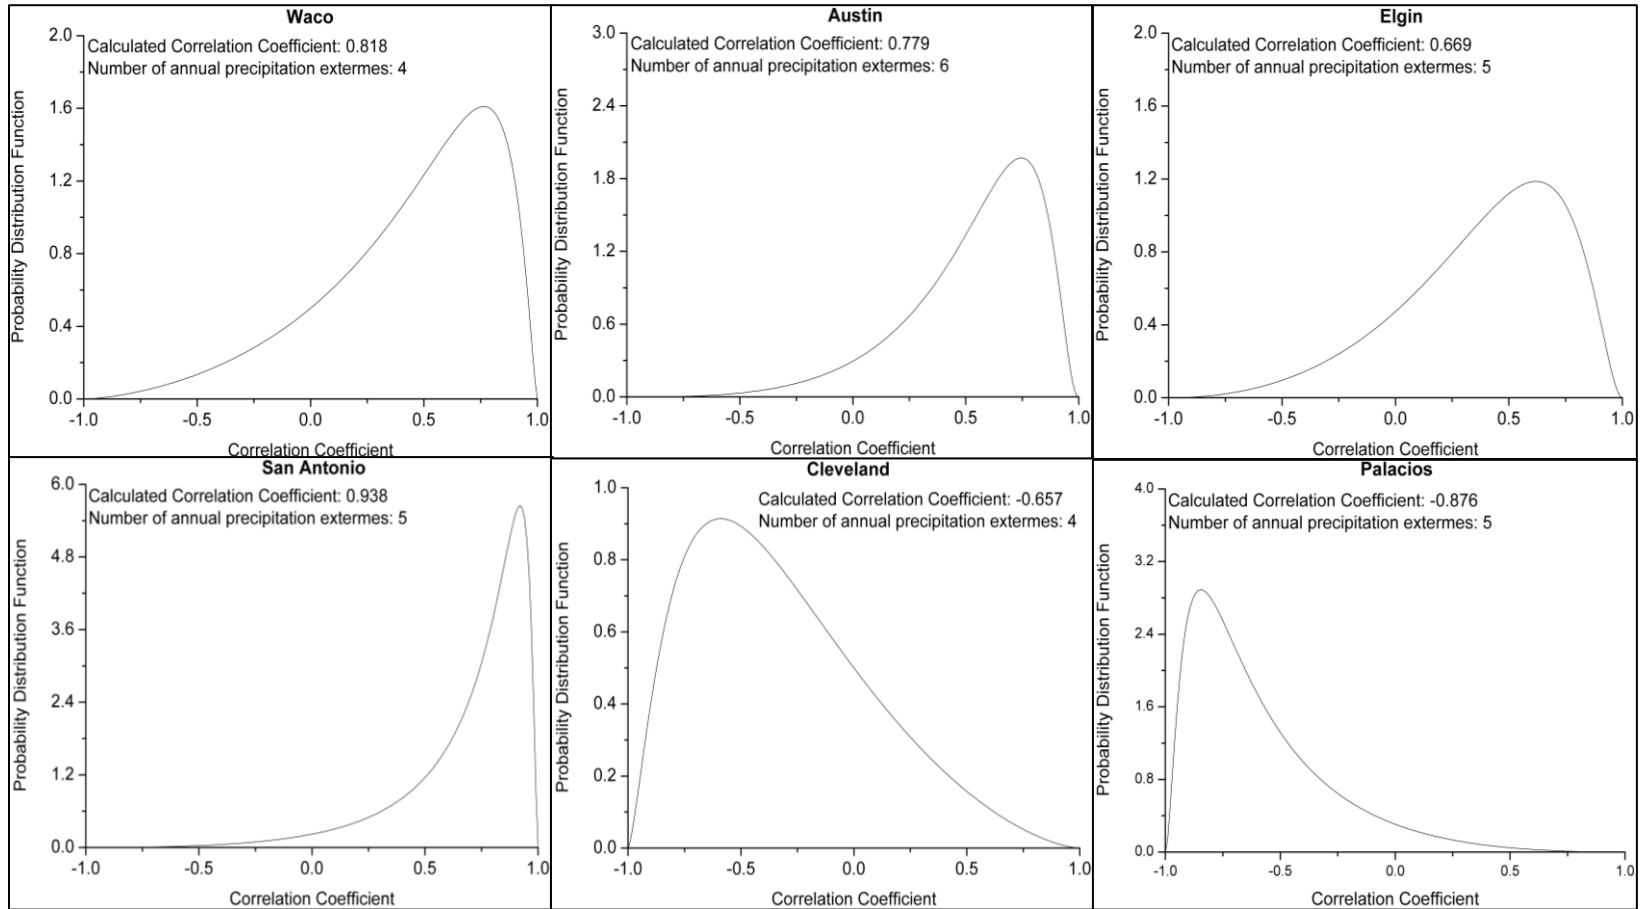 Waco
Calculated Correlation Coefficient: 0.818
Number of annual precipitation extermes: 4
Probability Distribution Function
2.0
1.6
1.2
0.8
0.4
0.0
-1.0 -0.5 0.0 0.5 1.0
Correlation Coefficient
Austin
Calculated Correlation Coefficient: 0.779
Number of annual precipitation extermes: 6
Probability Distribution Function
3.0
2.4
1.8
1.2
0.6
0.0
-1.0 -0.5 0.0 0.5 1.0
Correlation Coefficient
Elgin
Calculated Correlation Coefficient: 0.669
Number of annual precipitation extermes: 5
Probability Distribution Function
2.0
1.6
1.2
0.8
0.4
0.0
-1.0 -0.5 0.0 0.5 1.0
Correlation Coefficient
San Antonio
Calculated Correlation Coefficient: 0.938
Number of annual precipitation extermes: 5
Probability Distribution Function
6.0
4.8
3.6
2.4
1.2
0.0
-1.0 -0.5 0.0 0.5 1.0
Correlation Coefficient
Cleveland
Calculated Correlation Coefficient: -0.657
Number of annual precipitation extermes: 4
Probability Distribution Function
1.0
0.8
0.6
0.4
0.2
0.0
-1.0 -0.5 0.0 0.5 1.0
Correlation Coefficient
Palacios
Calculated Correlation Coefficient: -0.876
Number of annual precipitation extermes: 5
Probability Distribution Function
4.0
3.2
2.4
1.6
0.8
0.0
-1.0 -0.5 0.0 0.5 1.0
Correlation Coefficient